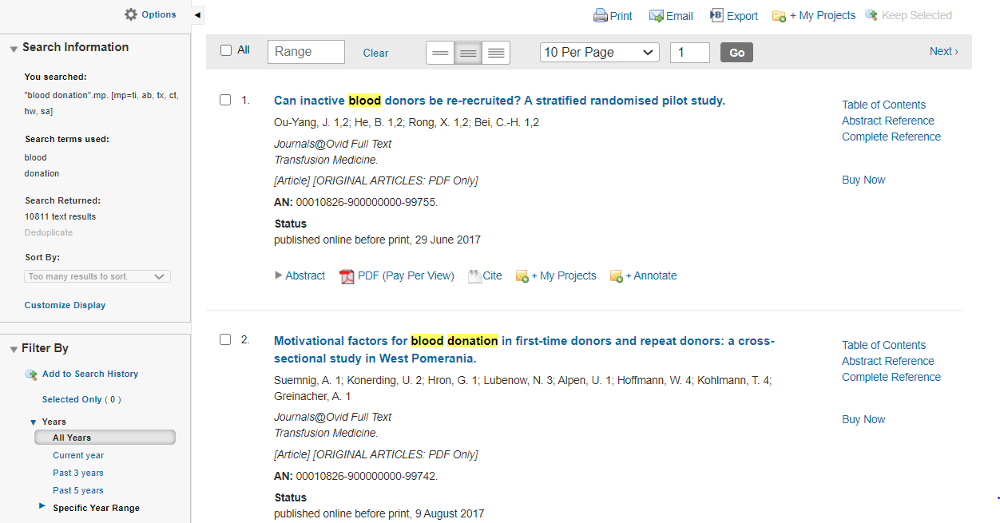 Options
Print Email Export + My Projects Keep Selected
Search Information
You searched:
"blood donation".mp. [mp=ti, ab, tx, ct,
hw, sa]
Search terms used:
blood
donation
Search Returned:
10811 text results
Deduplicate
Sort By:
Too many results to sort.
Customize Display
Filter By
Add to Search History
Selected Only ( 0 )
Years
All Years
Current year
Past 3 years
Past 5 years
Specific Year Range
All Range Clear 10 Per Page 1 Go Next ›
1. Can inactive blood donors be re-recruited? A stratified randomised pilot study.
Ou-Yang, J. 1,2; He, B. 1,2; Rong, X. 1,2; Bei, C.-H. 1,2
Journals@Ovid Full Text
Transfusion Medicine.
[Article] [ORIGINAL ARTICLES: PDF Only]
AN: 00010826-900000000-99755.
Status
published online before print, 29 June 2017
Abstract PDF (Pay Per View) Cite + My Projects + Annotate
Table of Contents
Abstract Reference
Complete Reference
Buy Now
2. Motivational factors for blood donation in first-time donors and repeat donors: a cross-
sectional study in West Pomerania.
Suemnig, A. 1; Konerding, U. 2; Hron, G. 1; Lubenow, N. 3; Alpen, U. 1; Hoffmann, W. 4; Kohlmann, T. 4;
Greinacher, A. 1
Journals@Ovid Full Text
Transfusion Medicine.
[Article] [ORIGINAL ARTICLES: PDF Only]
AN: 00010826-900000000-99742.
Status
published online before print, 9 August 2017
Table of Contents
Abstract Reference
Complete Reference
Buy Now